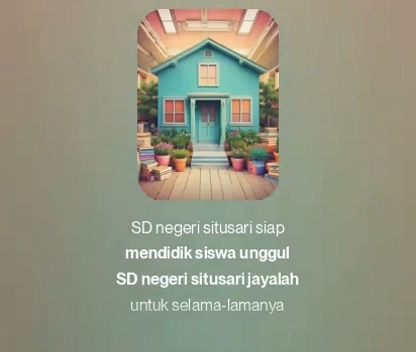 SD negeri situsari siap
mendidik siswa unggul
SD negeri situsari jayalah
untuk selama-lamanya